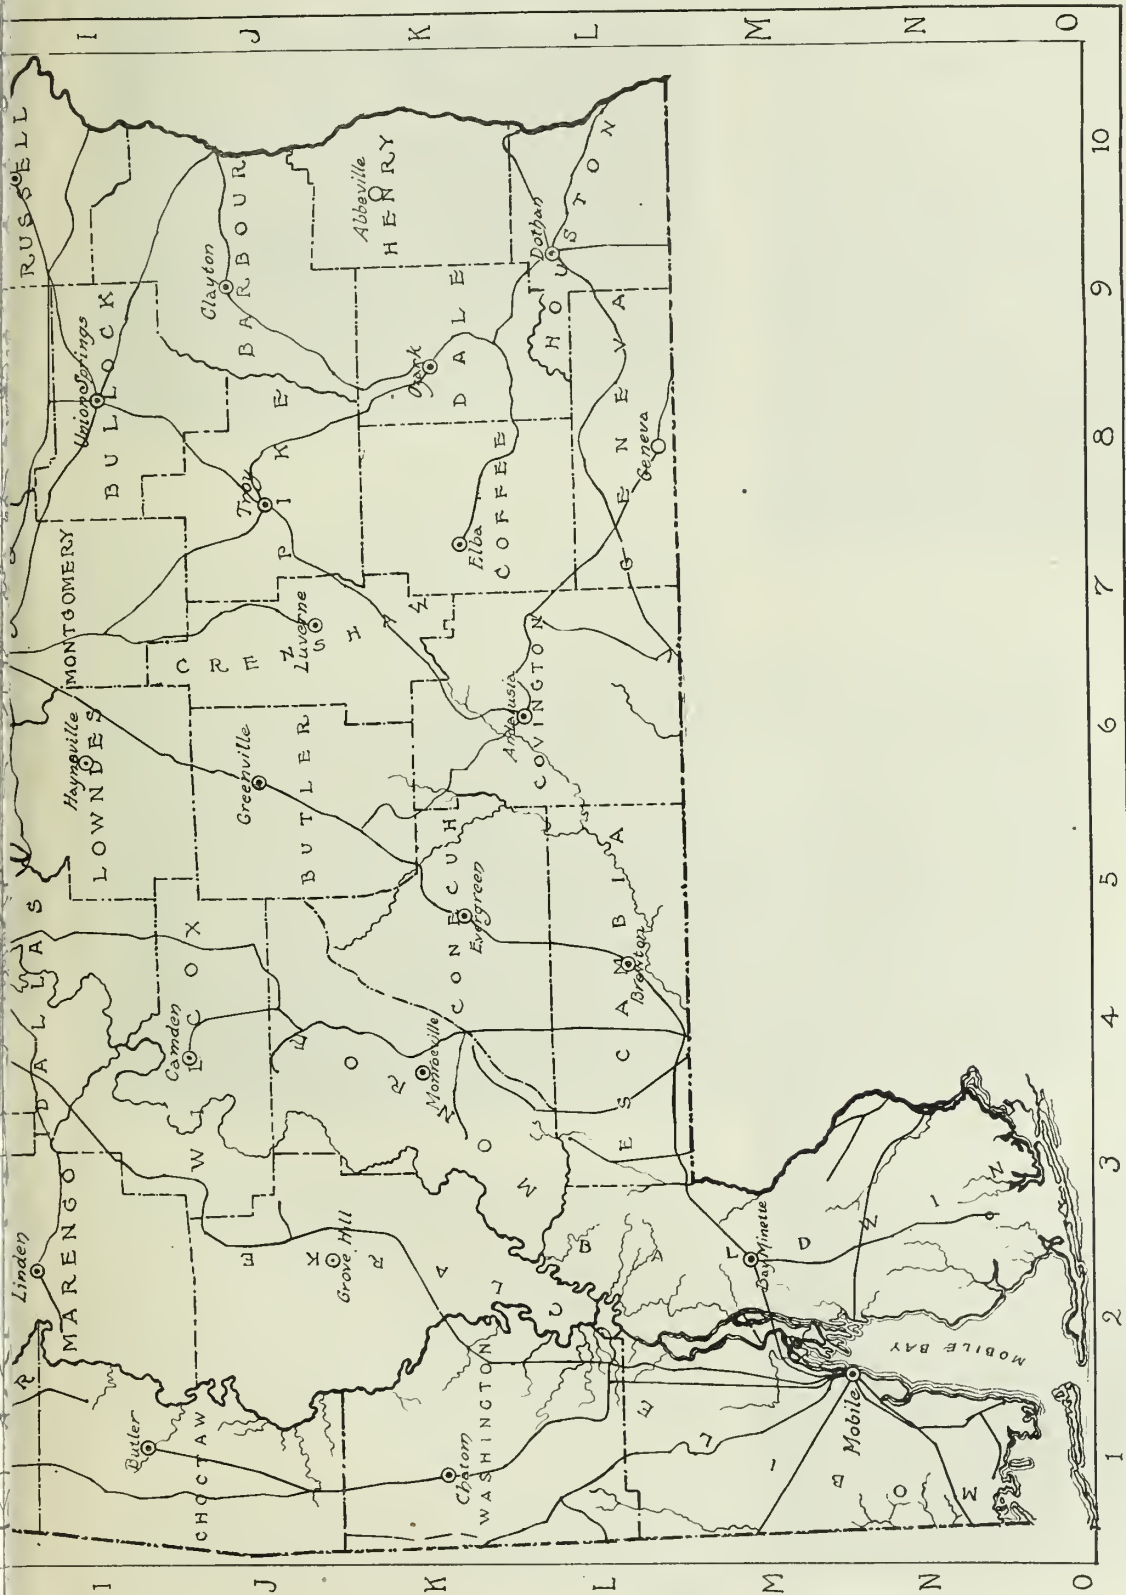 I
I
RUSSELL
DALLAS
R
Linden
MARENGO
Hayneville
LOWNDES
MONTGOMERY
Union Springs
BULLOCK
Butler
CHOCTAW
Camden
WILCOX
J
J
Greenville
BUTLER
CRENSHAW
Luverne
Troy
PIKE
Clayton
BARBOUR
Grove Hill
CLARKE
Monroeville
MONROE
Abbeville
HENRY
K
K
Chatom
WASHINGTON
Evergreen
CONECUH
Elba
COFFEE
Ozark
DALE
Andalusia
COVINGTON
Dothan
HOUSTON
L
L
Brewton
ESCAMBIA
Geneva
GENEVA
M
M
Bay Minette
BALDWIN
Mobile
MOBILE
MOBILE BAY
N
N
O
O
1
2
3
4
5
6
7
8
9
10